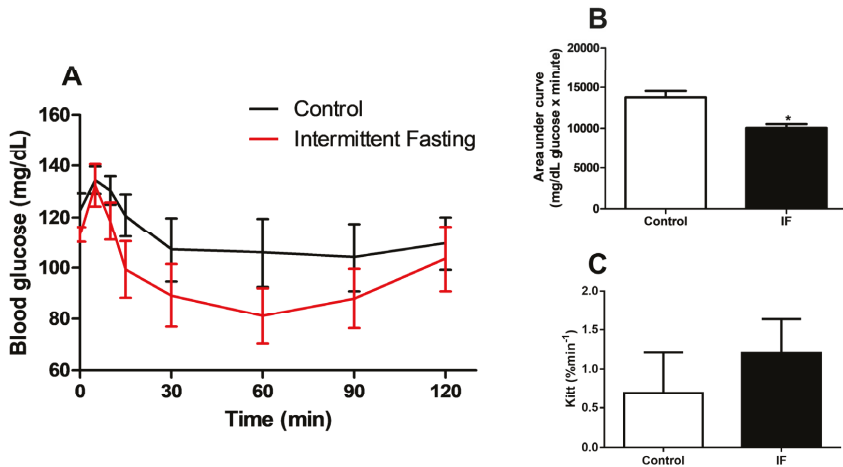 A
Control
Intermittent Fasting
Blood glucose (mg/dL)
160
140
120
100
80
60
0
30
60
90
120
Time (min)
B
Area under curve
(mg/dL glucose x minute)
20000
15000
10000
5000
0
*
Control
IF
C
Kitt (%min-1)
2.0
1.5
1.0
0.5
0.0
Control
IF